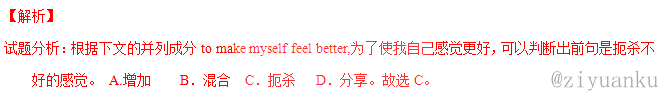 【解析】
试题分析：根据下文的并列成分 to make myself feel better,为了使我自己感觉更好，可以判断出前句是扼杀不
好的感觉。 A.增加 B．混合 C．扼杀 D．分享。故选 C。
@ziyuanku